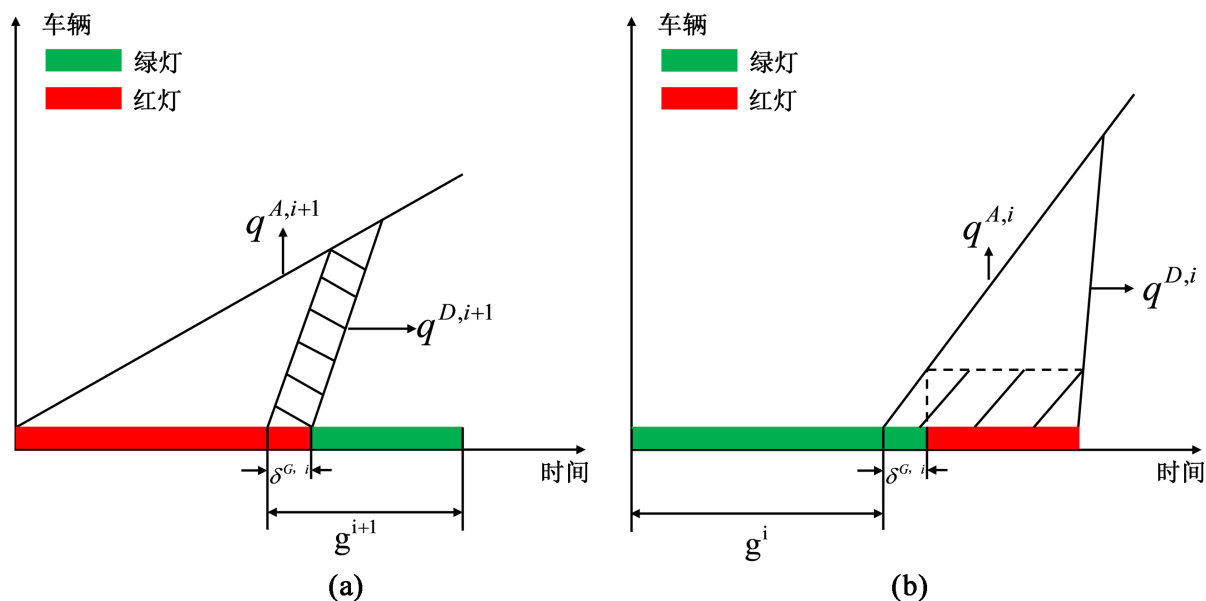 车辆
绿灯
红灯
q^{A,i+1}
q^{D,i+1}
时间
δ^{G, i}
g^{i+1}
(a)
车辆
绿灯
红灯
q^{A,i}
q^{D,i}
时间
δ^{G, i}
g^{i}
(b)